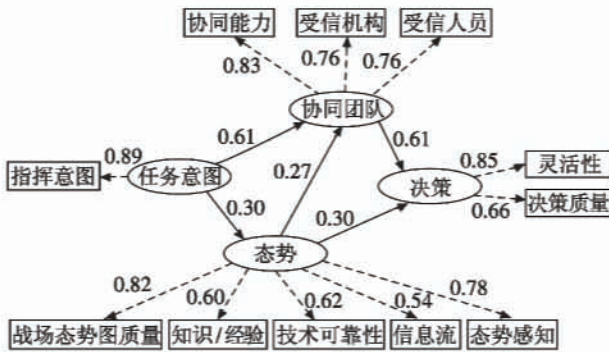 协同能力 受信机构 受信人员
0.83 0.76 0.76
协同团队
0.61 0.61
指挥意图 0.89 任务意图 0.27 决策 0.85 灵活性
0.30 0.30 0.66 决策质量
态势
0.82 0.60 0.62 0.54 0.78
战场态势图质量 知识/经验 技术可靠性 信息流 态势感知